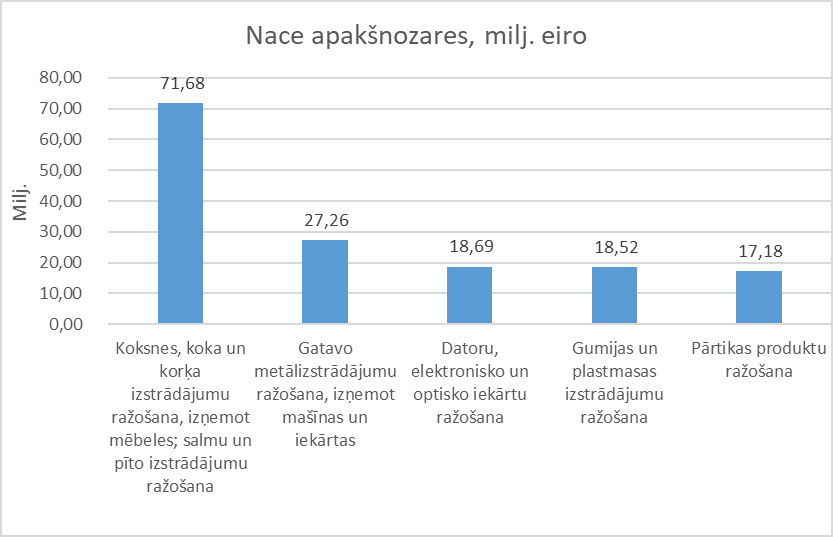 Nace apakšnozares, milj. eiro
Milj.
80,00
70,00
60,00
50,00
40,00
30,00
20,00
10,00
0,00
71,68
27,26
18,69
18,52
17,18
Koksnes, koka un
korķa
izstrādājumu
ražošana, izņemot
mēbeles; salmu un
pīto izstrādājumu
ražošana
Gatavo
metālizstrādājumu
ražošana, izņemot
mašīnas un
iekārtas
Datoru,
elektronisko un
optisko iekārtu
ražošana
Gumijas un
plastmasas
izstrādājumu
ražošana
Pārtikas produktu
ražošana